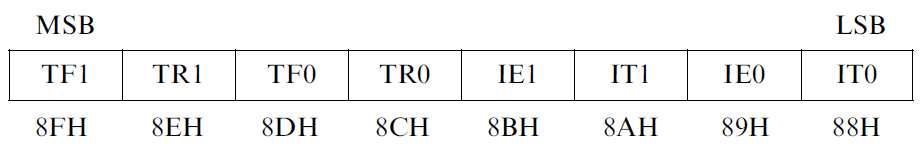 MSB LSB
TF1 TR1 TF0 TR0 IE1 IT1 IE0 IT0
8FH 8EH 8DH 8CH 8BH 8AH 89H 88H